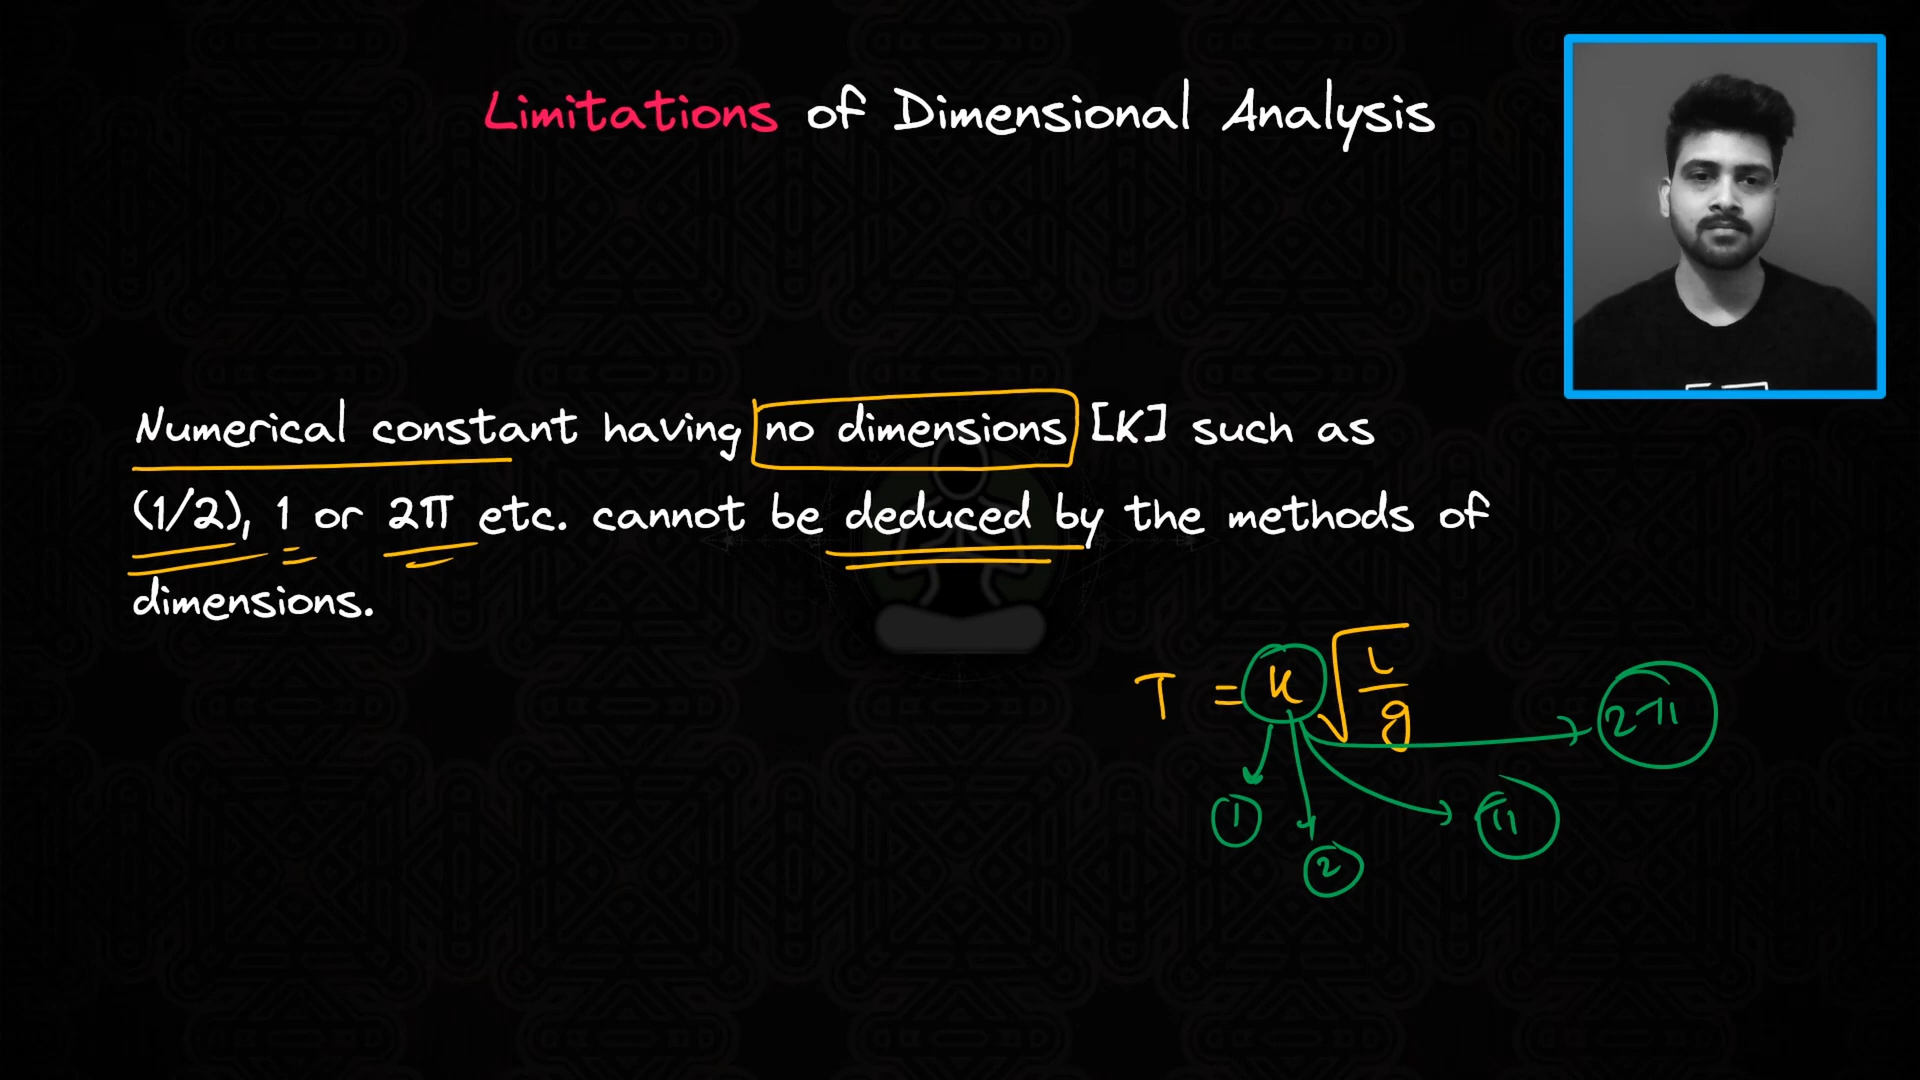 Limitations of Dimensional Analysis
Numerical constant having no dimensions [K] such as
(1/2), 1 or 2π etc. cannot be deduced by the methods of
dimensions.
T = K √(L/g)
2π
1
π
2